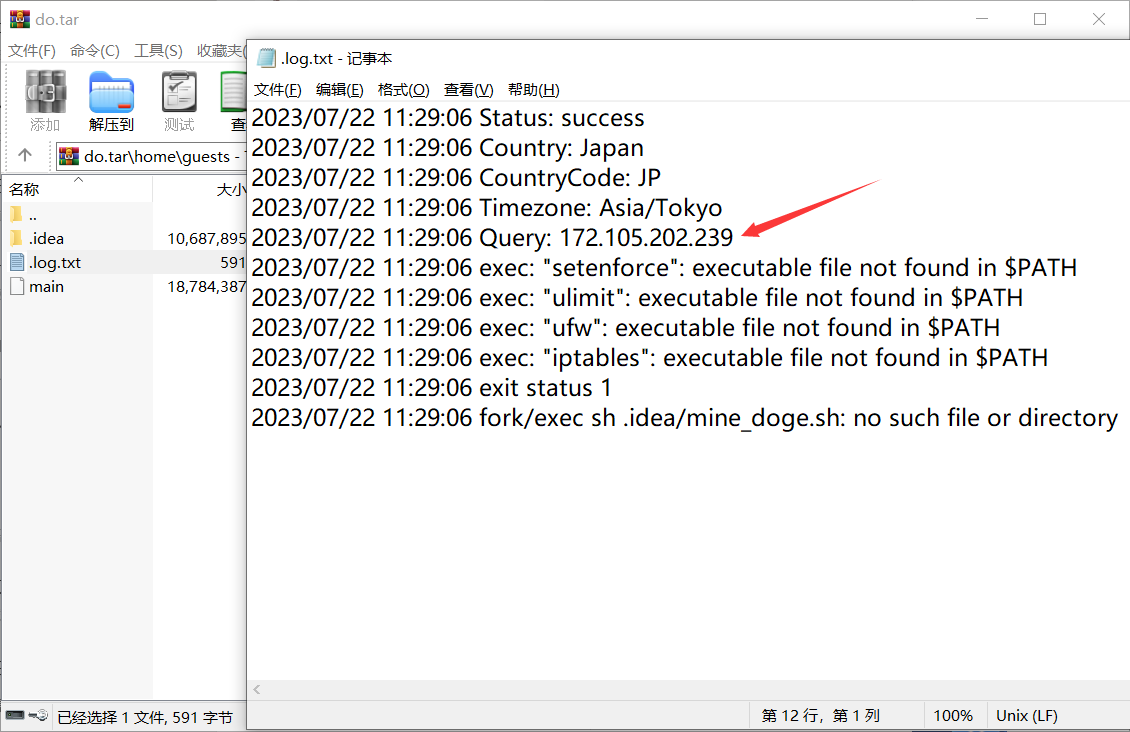 do.tar
文件(F) 命令(C) 工具(S) 收藏夹(
添加 解压到 测试 查
do.tar\home\guests -
名称 大小
..
.idea 10,687,895
.log.txt 591
main 18,784,387
已经选择 1 文件, 591 字节
.log.txt - 记事本
文件(F) 编辑(E) 格式(O) 查看(V) 帮助(H)
2023/07/22 11:29:06 Status: success
2023/07/22 11:29:06 Country: Japan
2023/07/22 11:29:06 CountryCode: JP
2023/07/22 11:29:06 Timezone: Asia/Tokyo
2023/07/22 11:29:06 Query: 172.105.202.239
2023/07/22 11:29:06 exec: "setenforce": executable file not found in $PATH
2023/07/22 11:29:06 exec: "ulimit": executable file not found in $PATH
2023/07/22 11:29:06 exec: "ufw": executable file not found in $PATH
2023/07/22 11:29:06 exec: "iptables": executable file not found in $PATH
2023/07/22 11:29:06 exit status 1
2023/07/22 11:29:06 fork/exec sh .idea/mine_doge.sh: no such file or directory
第 12 行，第 1 列 100% Unix (LF)